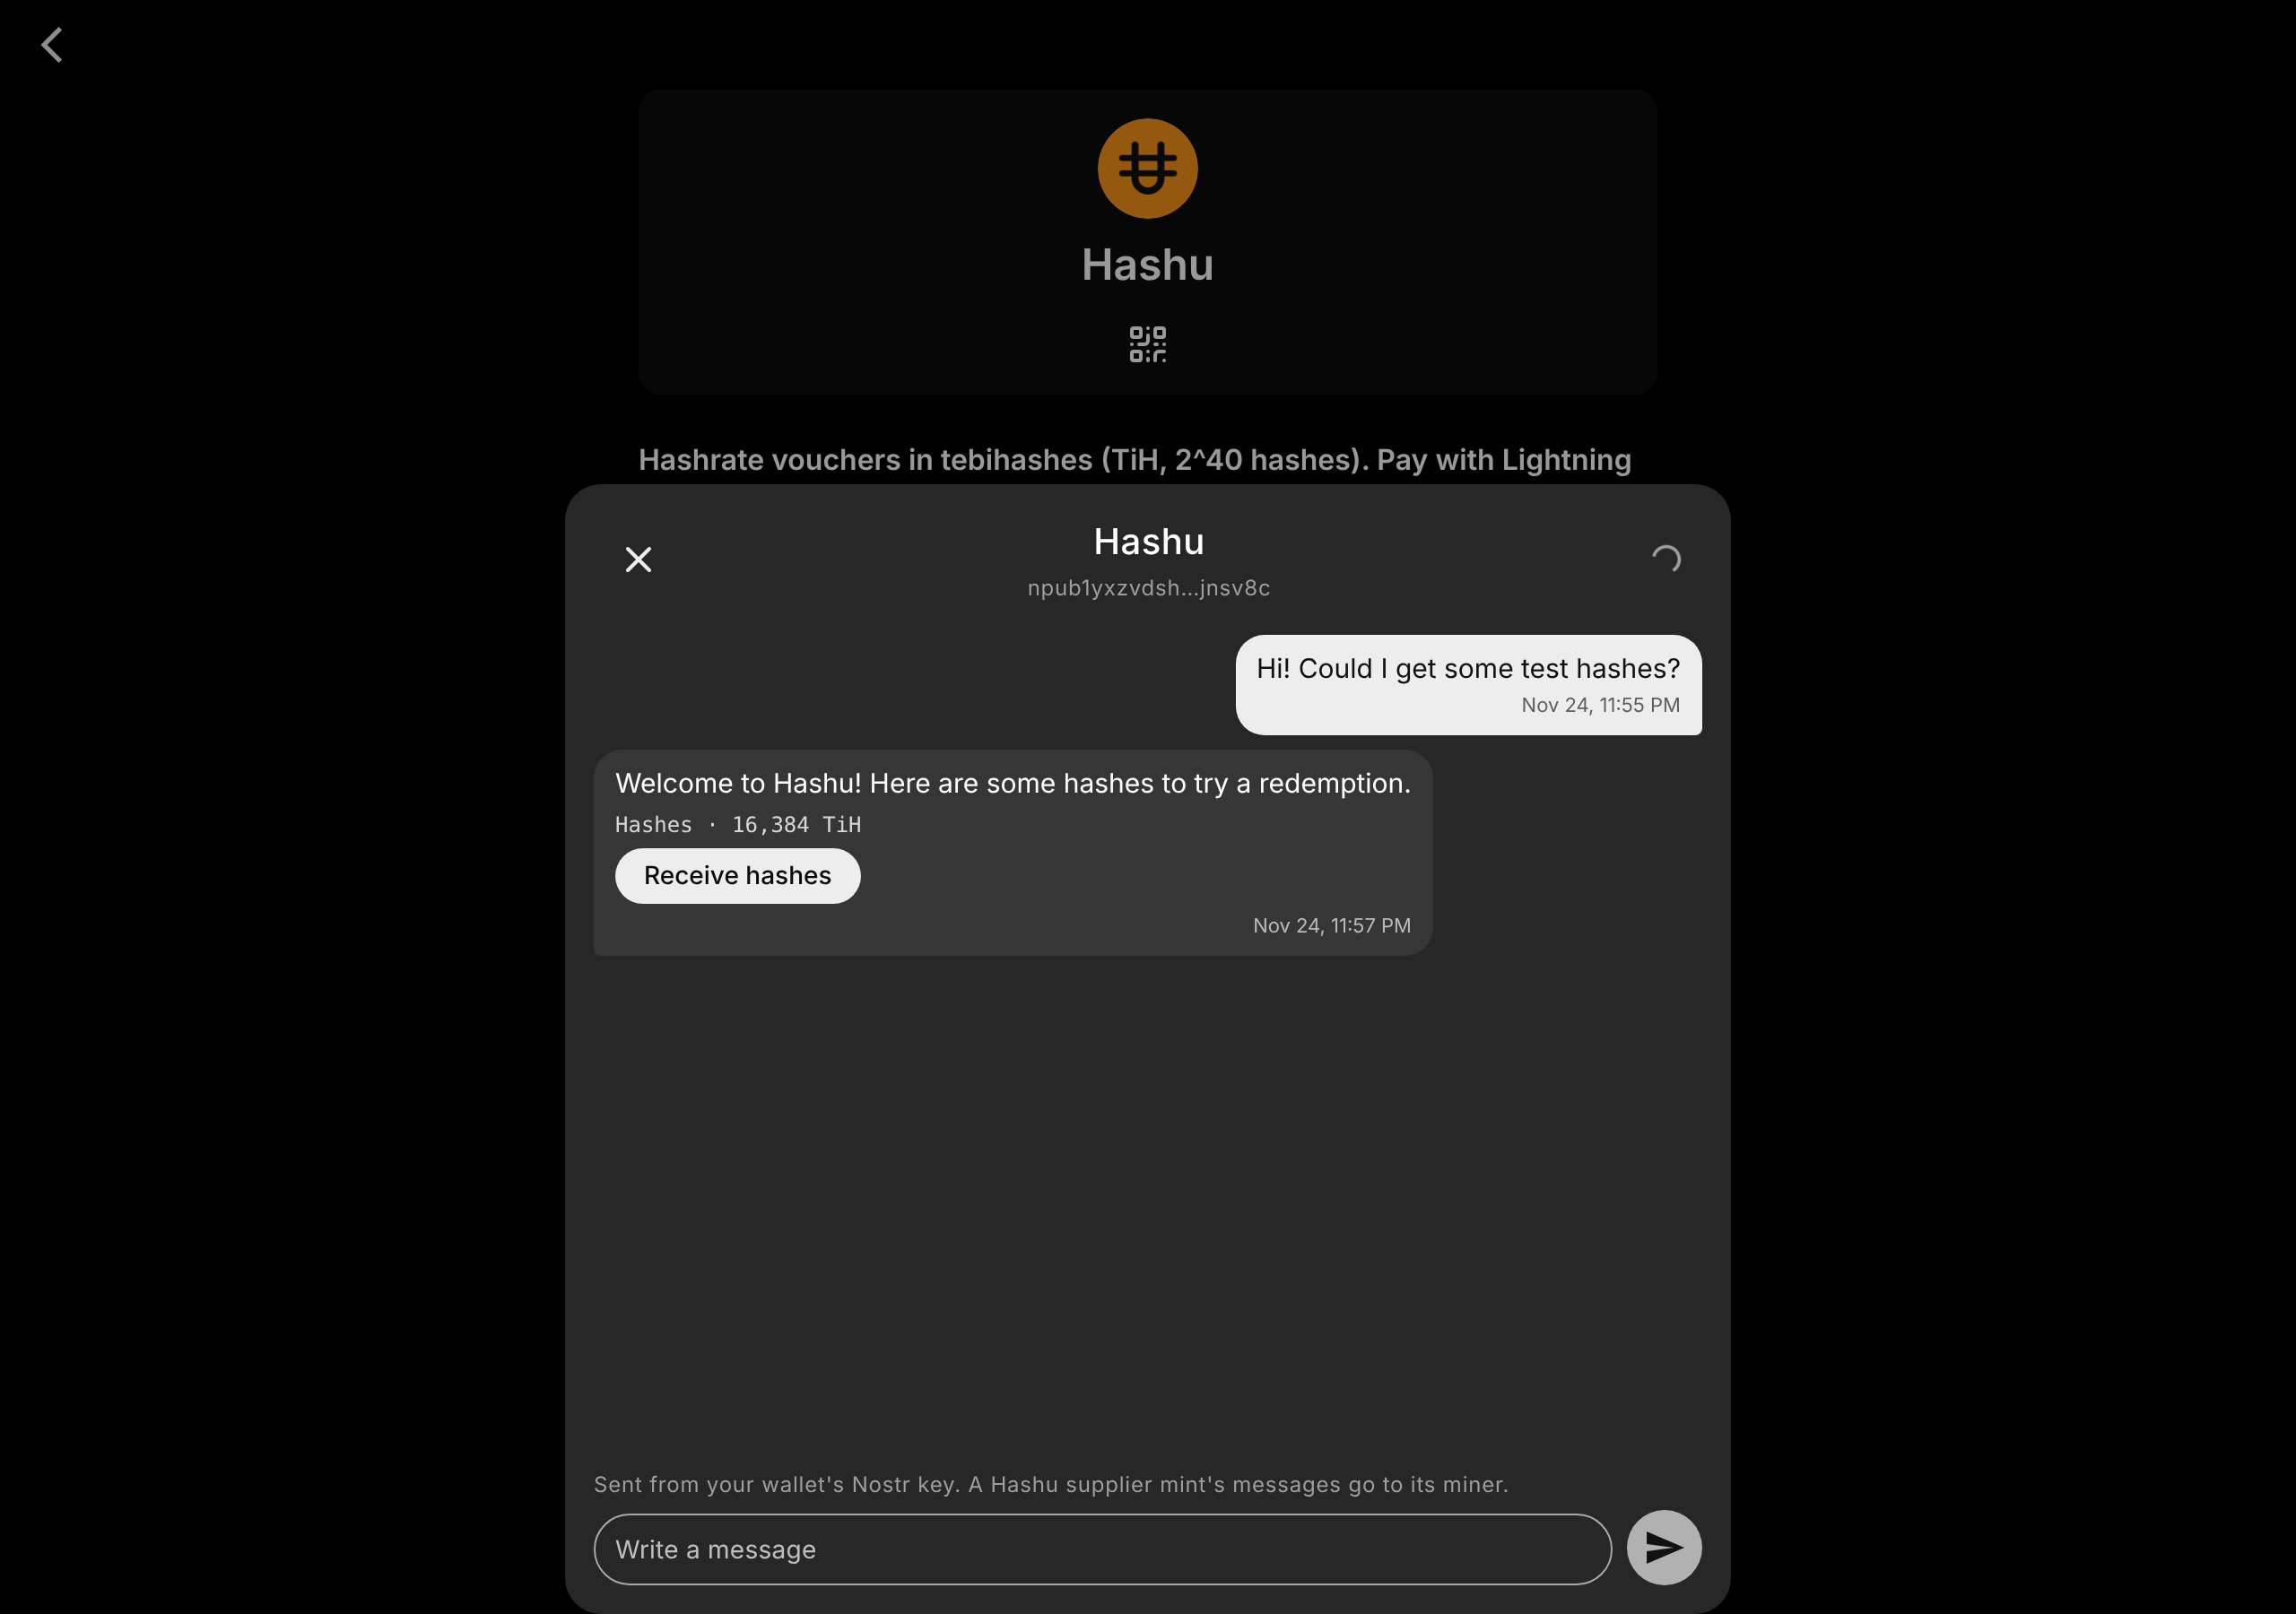 Hashu
Hashrate vouchers in tebihashes (TiH, 2^40 hashes). Pay with Lightning
Hashu
npub1yxzvdsh...jnsv8c
Hi! Could I get some test hashes?
Nov 24, 11:55 PM
Welcome to Hashu! Here are some hashes to try a redemption.
Hashes · 16,384 TiH
Receive hashes
Nov 24, 11:57 PM
Sent from your wallet's Nostr key. A Hashu supplier mint's messages go to its miner.
Write a message